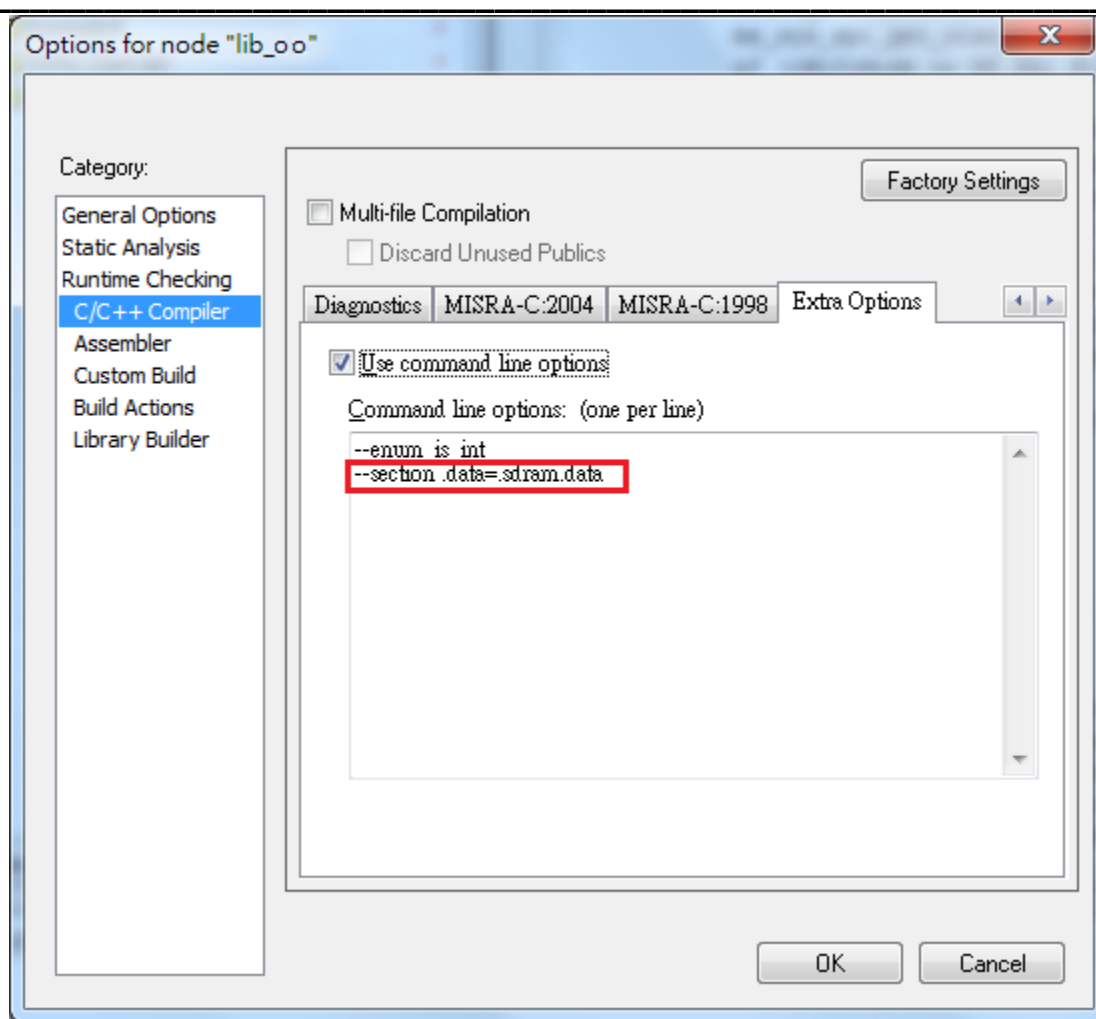 Options for node "lib_oo"
Category:
General Options
Static Analysis
Runtime Checking
C/C++ Compiler
Assembler
Custom Build
Build Actions
Library Builder
Factory Settings
Multi-file Compilation
Discard Unused Publics
Diagnostics MISRA-C:2004 MISRA-C:1998 Extra Options
Use command line options
Command line options: (one per line)
--enum_is_int
--section .data=.sdram.data
OK Cancel